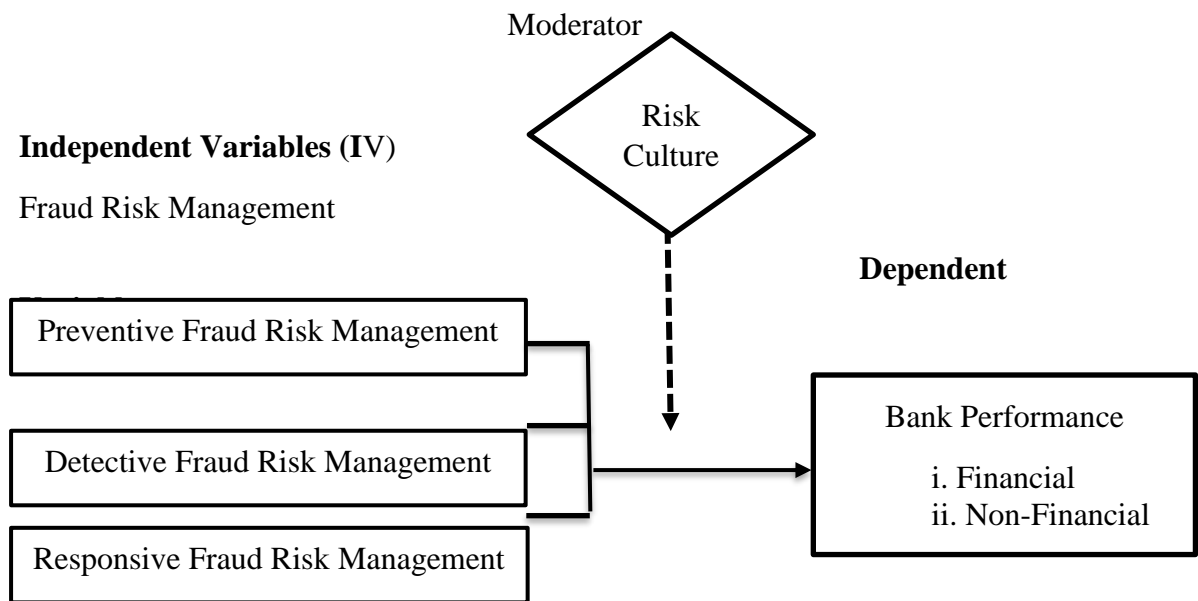 Moderator
Risk
Culture
Independent Variables (IV)
Fraud Risk Management
Dependent
Preventive Fraud Risk Management
Detective Fraud Risk Management
Responsive Fraud Risk Management
Bank Performance
i. Financial
ii. Non-Financial